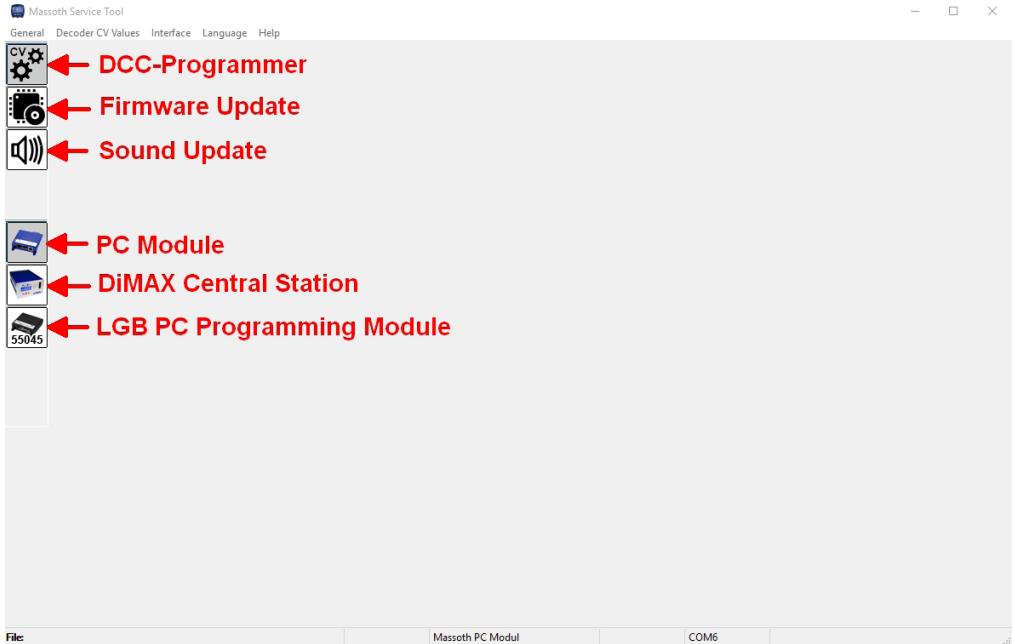 Massoth Service Tool
General Decoder CV Values Interface Language Help
CV
DCC-Programmer
Firmware Update
Sound Update
PC Module
DiMAX Central Station
LGB PC Programming Module
55045
File: Massoth PC Modul COM6